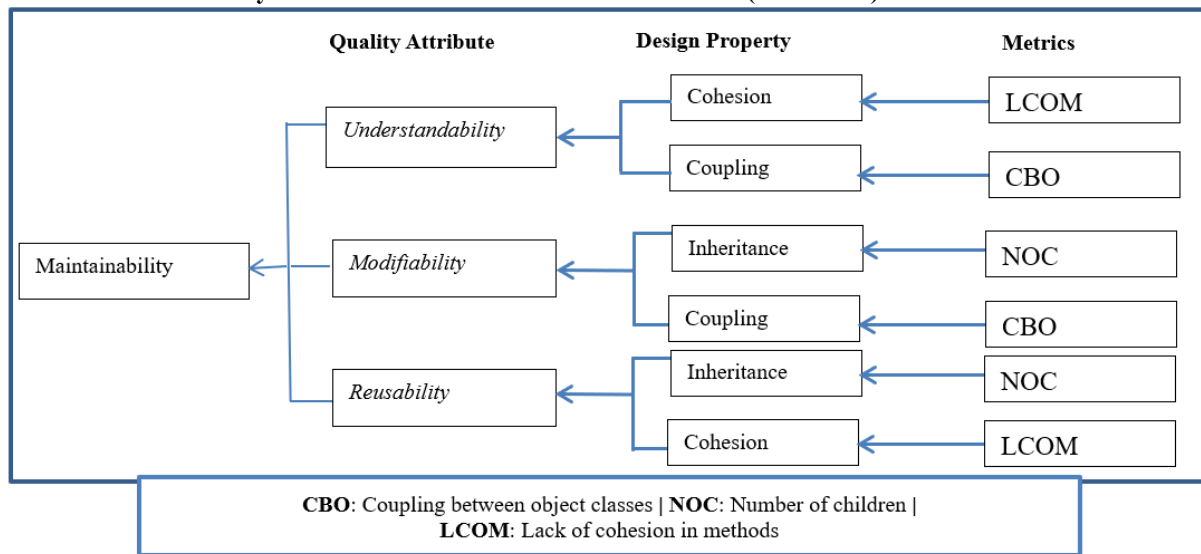 Quality Attribute Design Property Metrics
Cohesion LCOM
Understandability
Coupling CBO
Inheritance NOC
Maintainability Modifiability
Coupling CBO
Inheritance NOC
Reusability
Cohesion LCOM
CBO: Coupling between object classes | NOC: Number of children |
LCOM: Lack of cohesion in methods